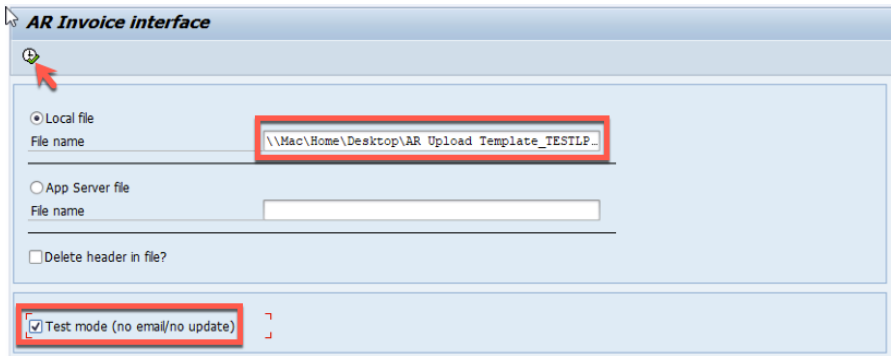 AR Invoice interface
Local file
File name \\Mac\Home\Desktop\AR Upload Template_TESTLP…
App Server file
File name
Delete header in file?
Test mode (no email/no update)